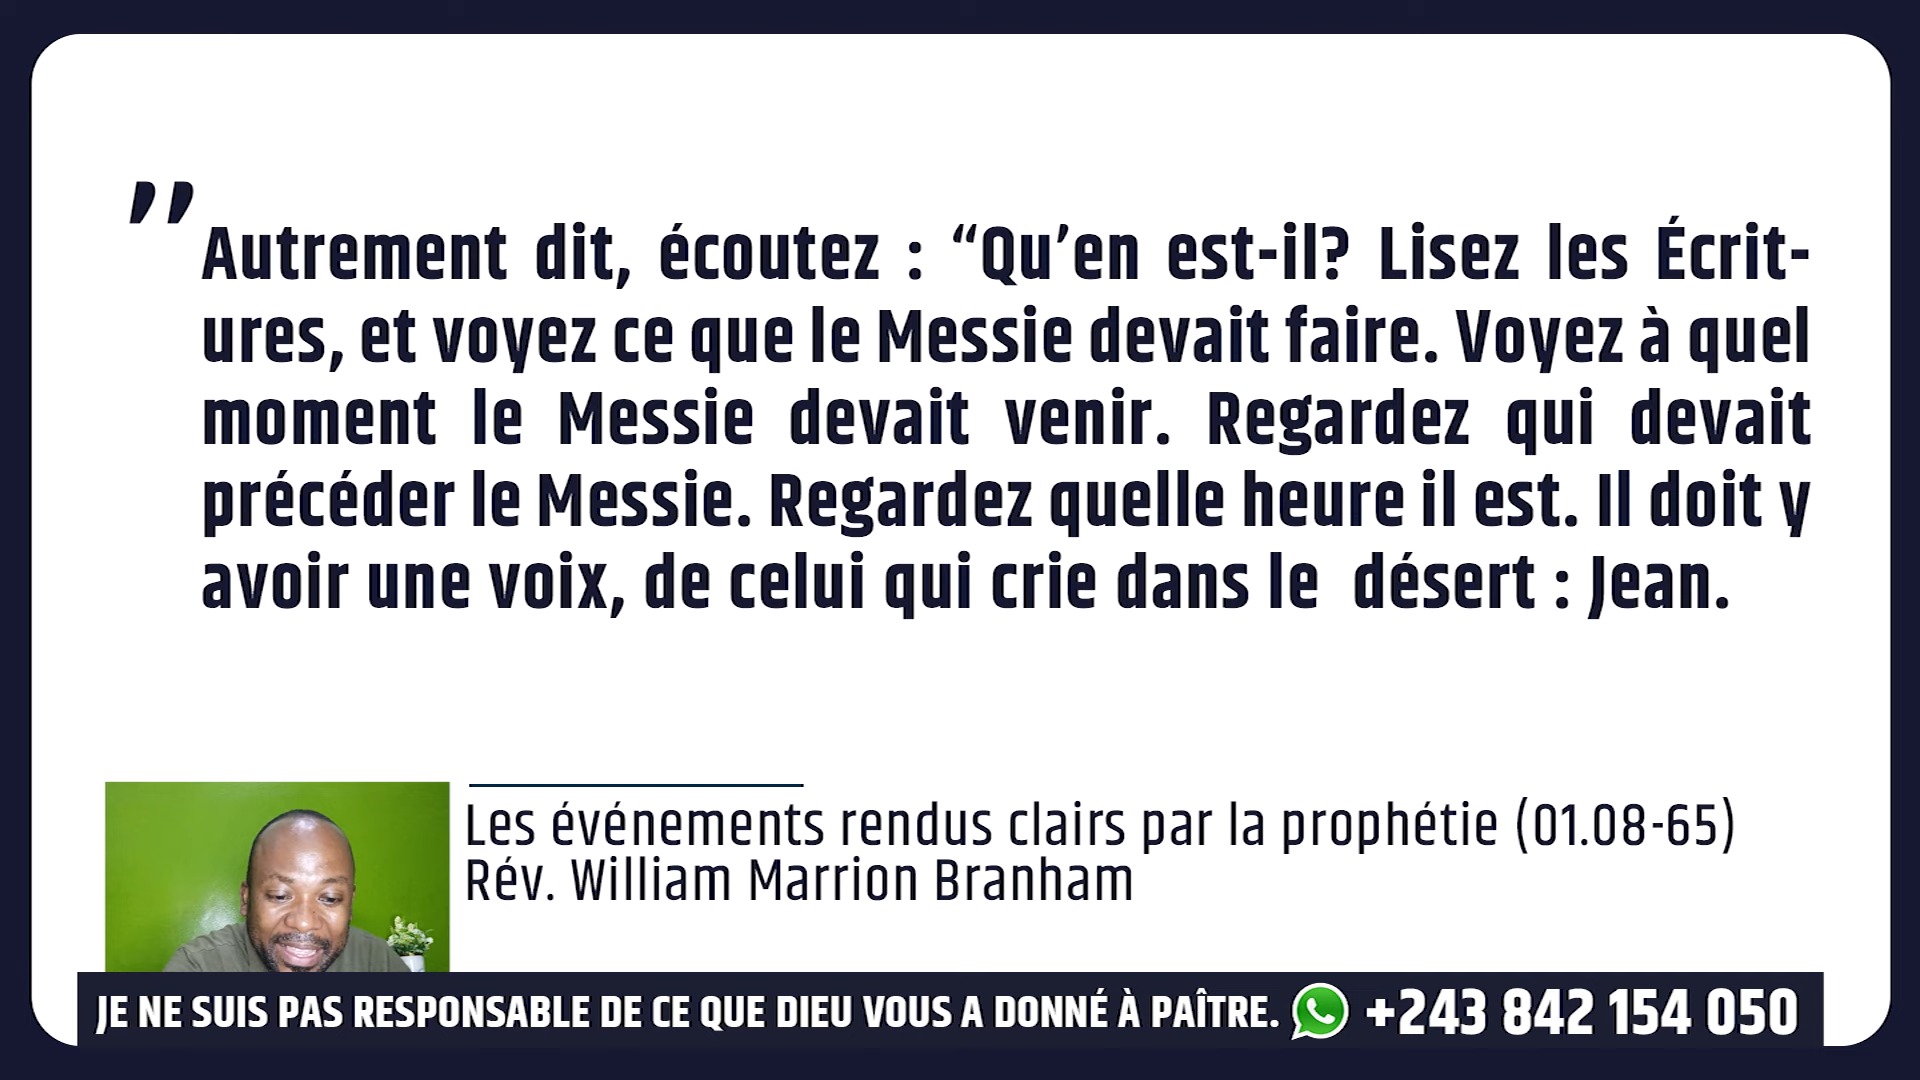 ” Autrement dit, écoutez : “Qu’en est-il? Lisez les Écrit-
ures, et voyez ce que le Messie devait faire. Voyez à quel
moment le Messie devait venir. Regardez qui devait
précéder le Messie. Regardez quelle heure il est. Il doit y
avoir une voix, de celui qui crie dans le désert : Jean.
Les événements rendus clairs par la prophétie (01.08-65)
Rév. William Marrion Branham
JE NE SUIS PAS RESPONSABLE DE CE QUE DIEU VOUS A DONNÉ À PAÎTRE. +243 842 154 050